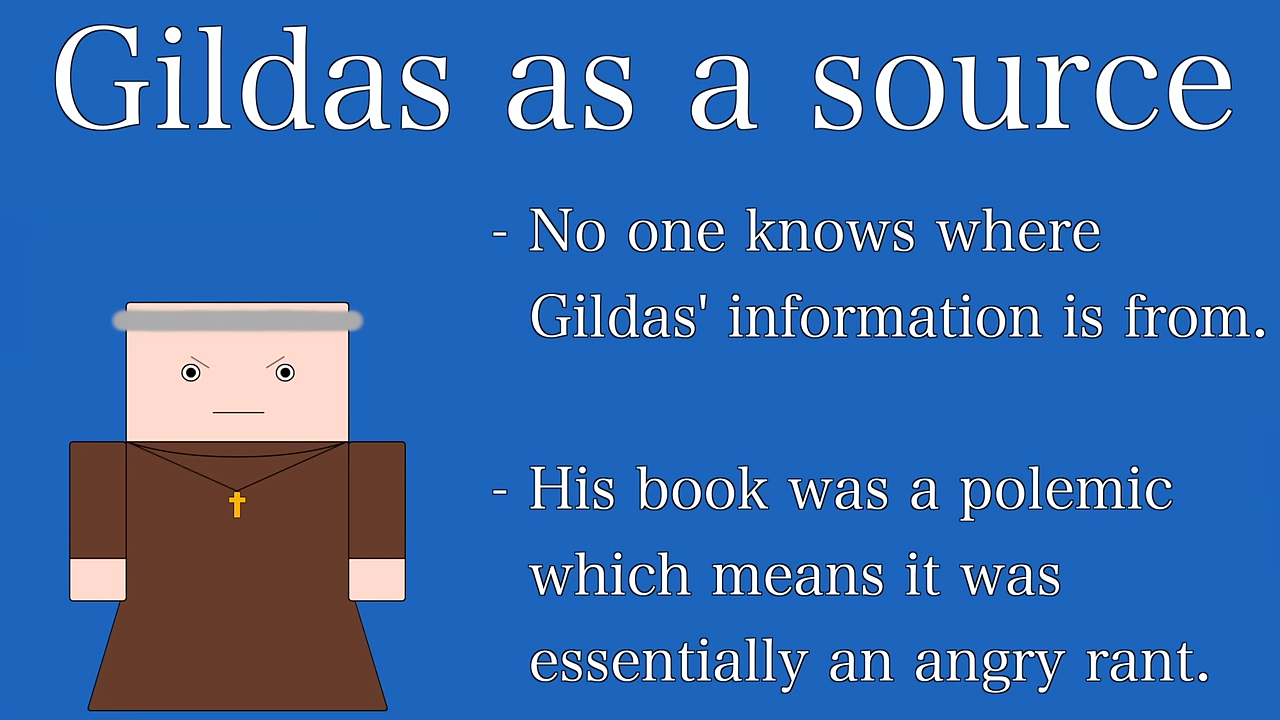 Gildas as a source
- No one knows where
Gildas' information is from.
- His book was a polemic
which means it was
essentially an angry rant.